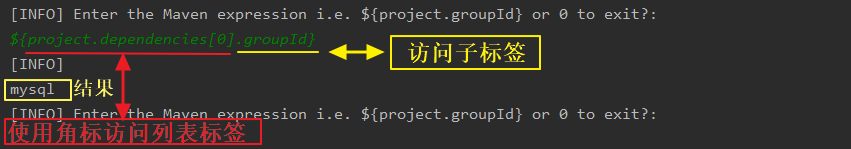 [INFO] Enter the Maven expression i.e. ${project.groupId} or 0 to exit?:
${project.dependencies[0].groupId}
访问子标签
[INFO]
mysql 结果
[INFO] Enter the Maven expression i.e. ${project.groupId} or 0 to exit?:
使用角标访问列表标签